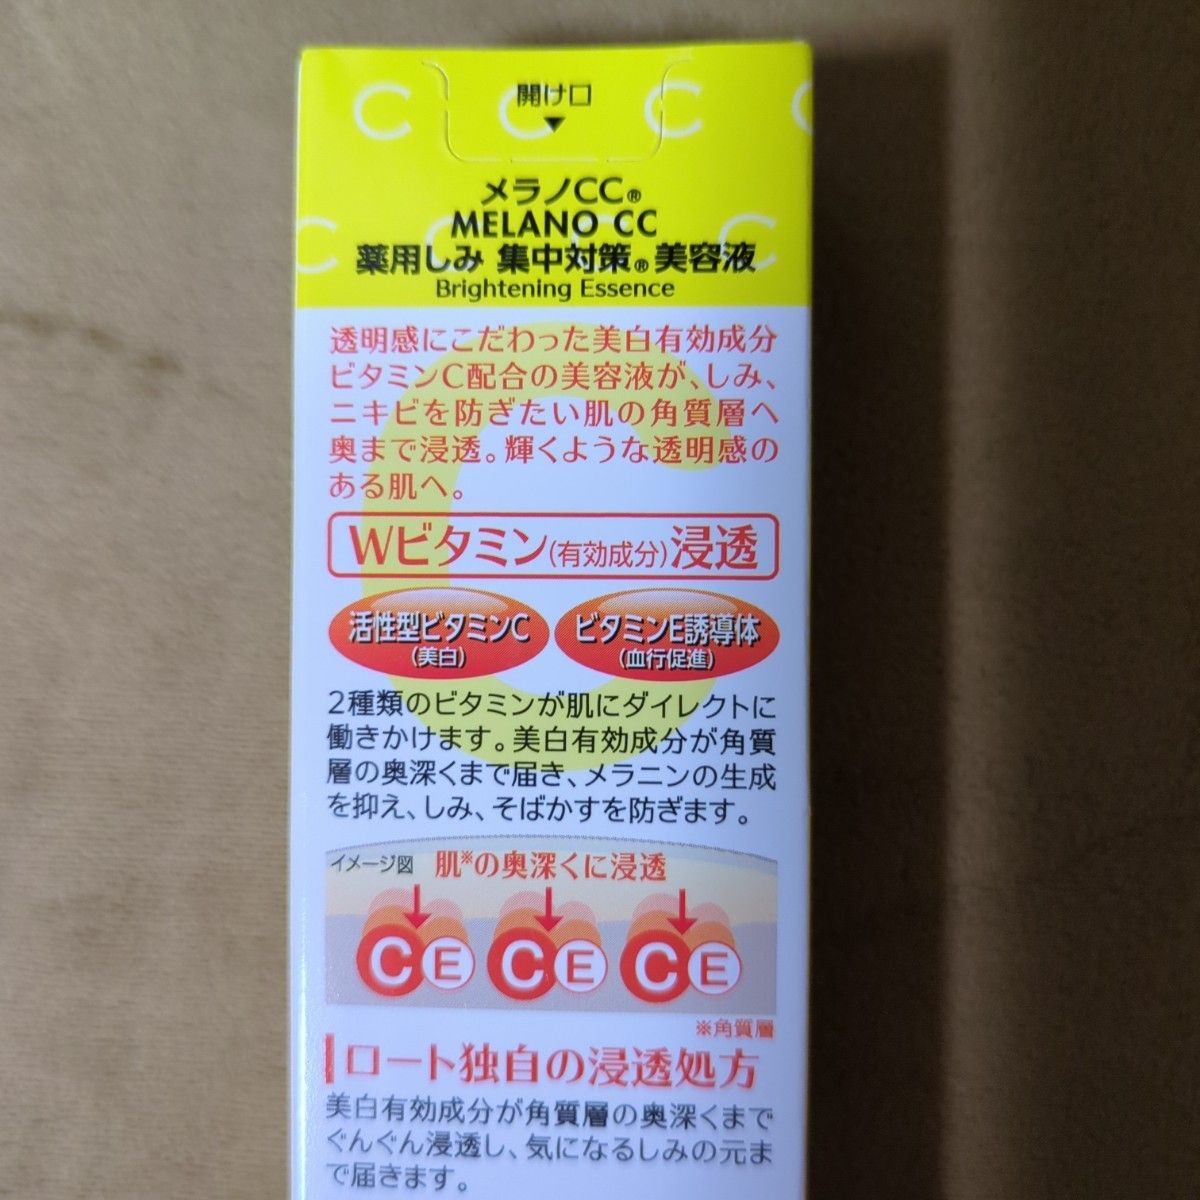 開け口
▼
メラノCC®
MELANO CC
薬用しみ 集中対策®美容液
Brightening Essence
透明感にこだわった美白有効成分
ビタミンC配合の美容液が、しみ、
ニキビを防ぎたい肌の角質層へ
奥まで浸透。輝くような透明感の
ある肌へ。
Wビタミン(有効成分)浸透
活性型ビタミンC
(美白)
ビタミンE誘導体
(血行促進)
2種類のビタミンが肌にダイレクトに
働きかけます。美白有効成分が角質
層の奥深くまで届き、メラニンの生成
を抑え、しみ、そばかすを防ぎます。
イメージ図 肌※の奥深くに浸透
C E C E C E
※角質層
ロート独自の浸透処方
美白有効成分が角質層の奥深くまで
ぐんぐん浸透し、気になるしみの元ま
で届きます。